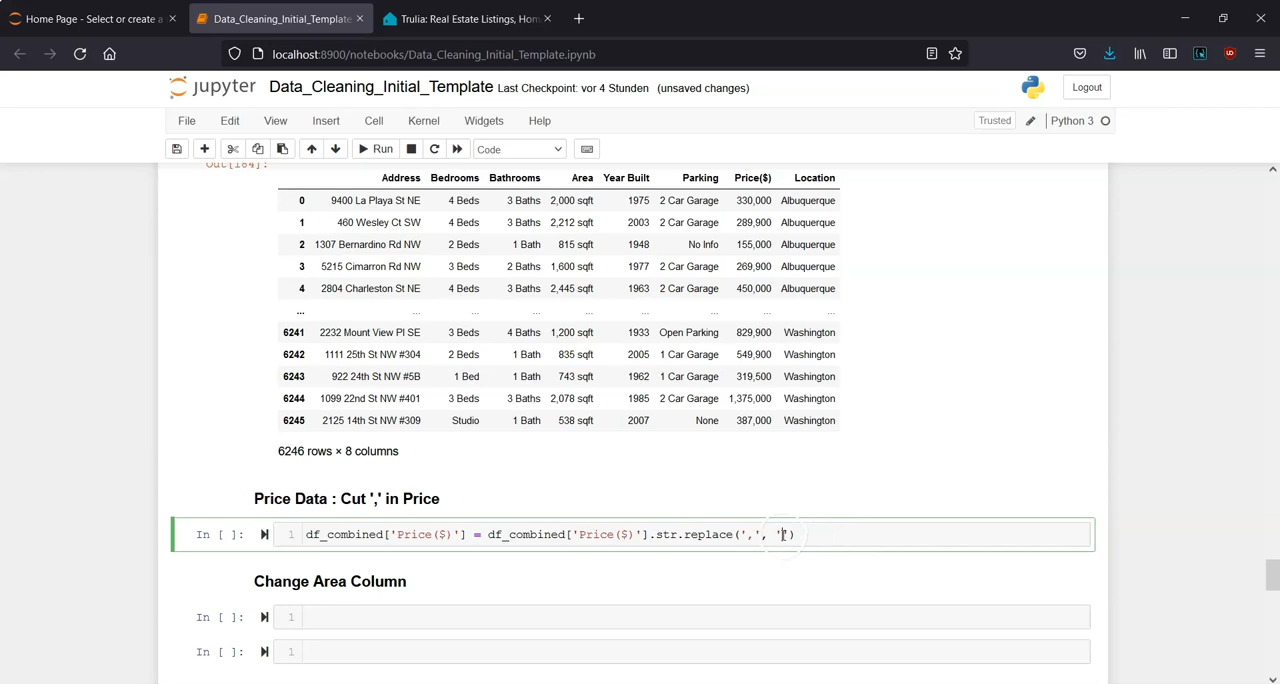 Home Page - Select or create a
Data_Cleaning_Initial_Template
Trulia: Real Estate Listings, Hom
localhost:8900/notebooks/Data_Cleaning_Initial_Template.ipynb
jupyter Data_Cleaning_Initial_Template Last Checkpoint: vor 4 Stunden (unsaved changes) Logout
File Edit View Insert Cell Kernel Widgets Help Trusted Python 3
Run Code
Out[184]:
Address Bedrooms Bathrooms Area Year Built Parking Price($) Location
0 9400 La Playa St NE 4 Beds 3 Baths 2,000 sqft 1975 2 Car Garage 330,000 Albuquerque
1 460 Wesley Ct SW 4 Beds 3 Baths 2,212 sqft 2003 2 Car Garage 289,900 Albuquerque
2 1307 Bernardino Rd NW 2 Beds 1 Bath 815 sqft 1948 No Info 155,000 Albuquerque
3 5215 Cimarron Rd NW 3 Beds 2 Baths 1,600 sqft 1977 2 Car Garage 269,900 Albuquerque
4 2804 Charleston St NE 4 Beds 3 Baths 2,445 sqft 1963 2 Car Garage 450,000 Albuquerque
... ... ... ... ... ... ... ... ...
6241 2232 Mount View Pl SE 3 Beds 4 Baths 1,200 sqft 1933 Open Parking 829,900 Washington
6242 1111 25th St NW #304 2 Beds 1 Bath 835 sqft 2005 1 Car Garage 549,900 Washington
6243 922 24th St NW #5B 1 Bed 1 Bath 743 sqft 1962 1 Car Garage 319,500 Washington
6244 1099 22nd St NW #401 3 Beds 3 Baths 2,078 sqft 1985 2 Car Garage 1,375,000 Washington
6245 2125 14th St NW #309 Studio 1 Bath 538 sqft 2007 None 387,000 Washington
6246 rows × 8 columns
Price Data : Cut ',' in Price
In [ ]: 1 df_combined['Price($)'] = df_combined['Price($)'].str.replace(',', '')
Change Area Column
In [ ]: 1
In [ ]: 1